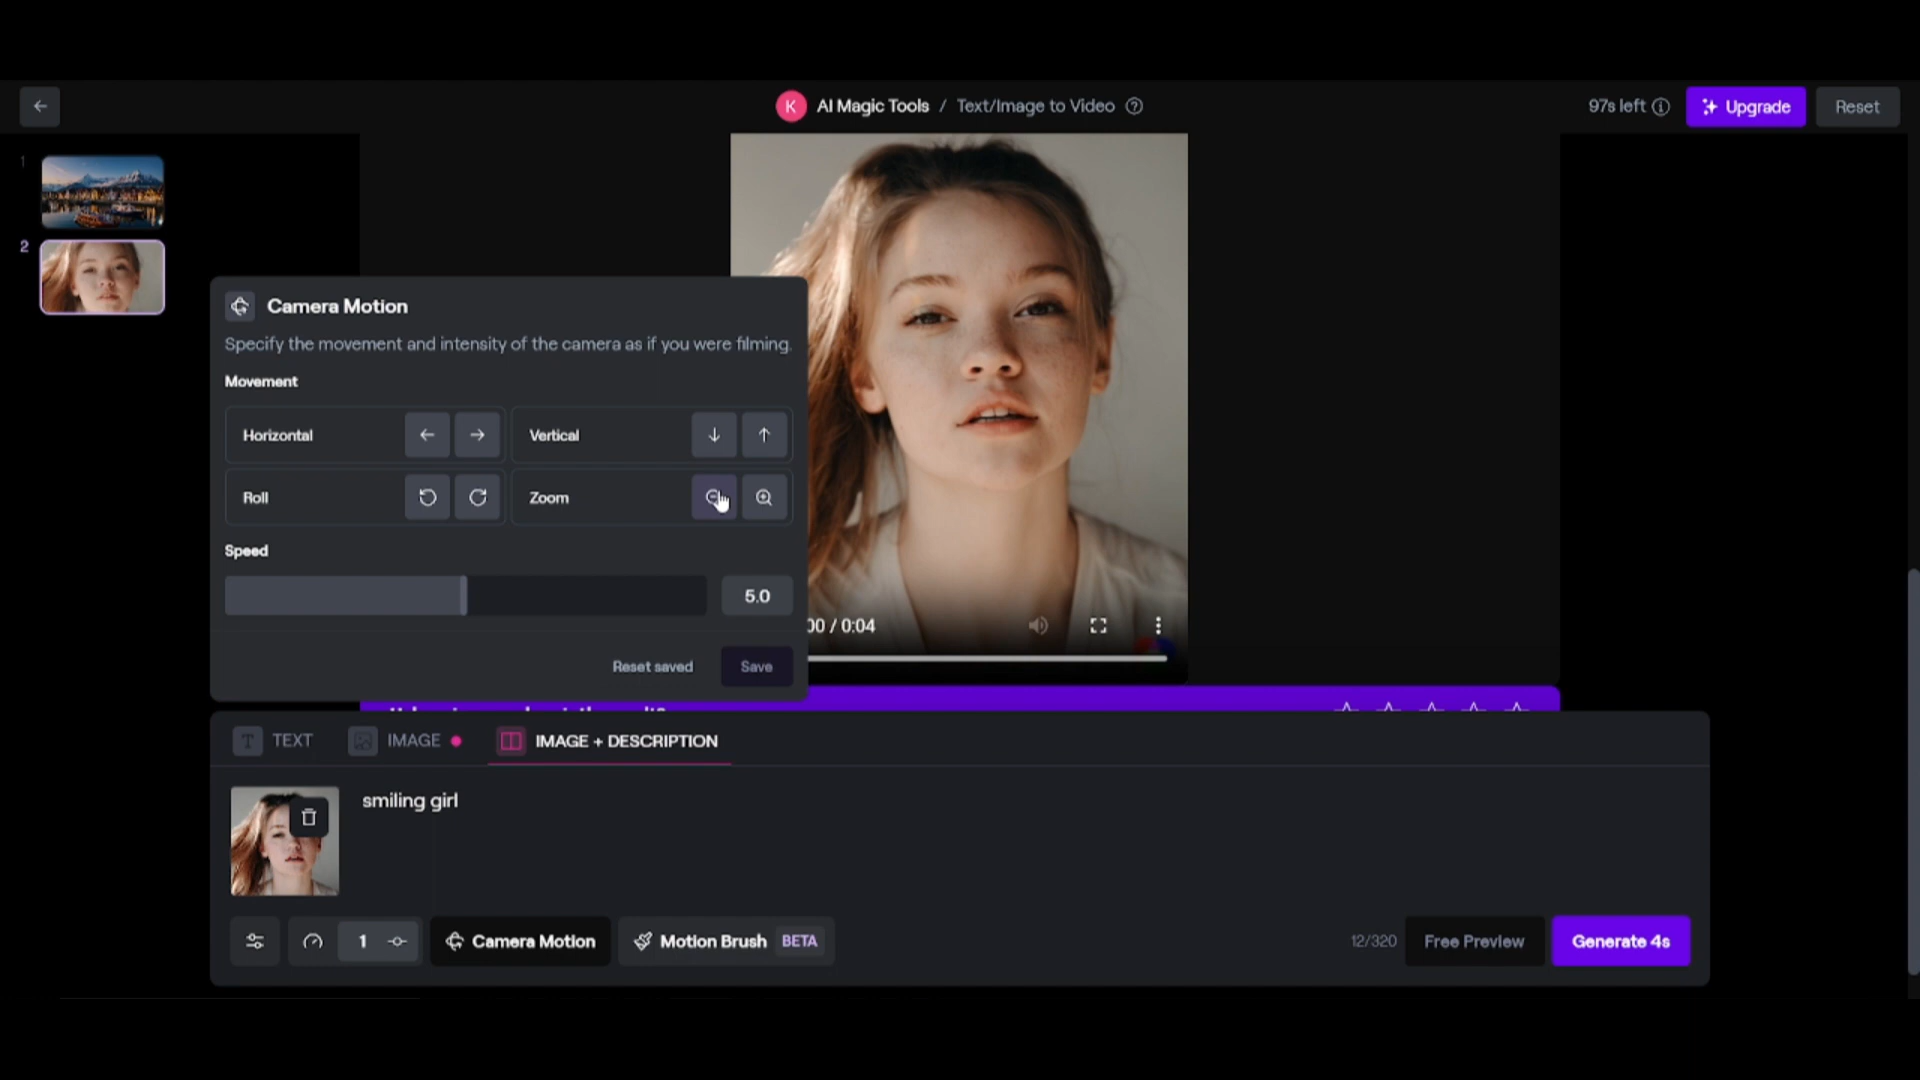 K AI Magic Tools / Text/Image to Video
97s left
Upgrade
Reset
1
2
Camera Motion
Specify the movement and intensity of the camera as if you were filming.
Movement
Horizontal
Vertical
Roll
Zoom
Speed
5.0
Reset saved
Save
00 / 0:04
TEXT
IMAGE
IMAGE + DESCRIPTION
smiling girl
1
Camera Motion
Motion Brush BETA
12/320
Free Preview
Generate 4s